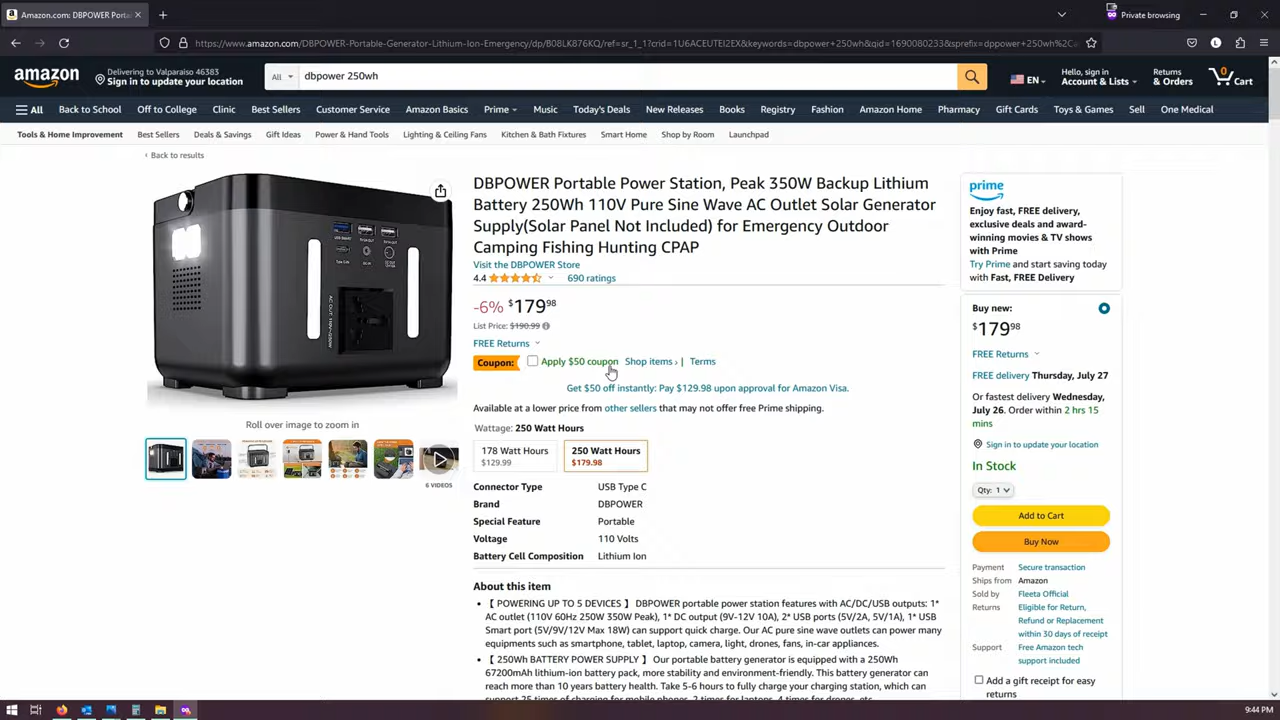 Amazon.com: DBPOWER Porta
Private browsing
https://www.amazon.com/DBPOWER-Portable-Generator-Lithium-Ion-Emergency/dp/B08LK876KQ/ref=sr_1_1?crid=1U6ACEUTEI2EX&keywords=dbpower+250wh&qid=1690080233&sprefix=dppower+250wh%2C
amazon
Delivering to Valparaiso 46383
Sign in to update your location
All
dbpower 250wh
EN
Hello, sign in
Account & Lists
Returns
& Orders
0
Cart
All
Back to School
Off to College
Clinic
Best Sellers
Customer Service
Amazon Basics
Prime
Music
Today's Deals
New Releases
Books
Registry
Fashion
Amazon Home
Pharmacy
Gift Cards
Toys & Games
Sell
One Medical
Tools & Home Improvement
Best Sellers
Deals & Savings
Gift Ideas
Power & Hand Tools
Lighting & Ceiling Fans
Kitchen & Bath Fixtures
Smart Home
Shop by Room
Launchpad
‹ Back to results
Roll over image to zoom in
6 VIDEOS
DBPOWER Portable Power Station, Peak 350W Backup Lithium
Battery 250Wh 110V Pure Sine Wave AC Outlet Solar Generator
Supply(Solar Panel Not Included) for Emergency Outdoor
Camping Fishing Hunting CPAP
Visit the DBPOWER Store
4.4
690 ratings
-6% $17998
List Price: $190.99
FREE Returns
Coupon:
Apply $50 coupon
Shop items ›
| Terms
Get $50 off instantly: Pay $129.98 upon approval for Amazon Visa.
Available at a lower price from other sellers that may not offer free Prime shipping.
Wattage: 250 Watt Hours
178 Watt Hours
$129.99
250 Watt Hours
$179.98
Connector Type USB Type C
Brand DBPOWER
Special Feature Portable
Voltage 110 Volts
Battery Cell Composition Lithium Ion
About this item
• 【 POWERING UP TO 5 DEVICES 】 DBPOWER portable power station features with AC/DC/USB outputs: 1*
AC outlet (110V 60Hz 250W 350W Peak), 1* DC output (9V-12V 10A), 2* USB ports (5V/2A, 5V/1A), 1* USB
Smart port (5V/9V/12V Max 18W) can support quick charge. Our AC pure sine wave outlets can power many
equipments such as smartphone, tablet, laptop, camera, light, drones, fans, in-car appliances.
• 【 250Wh BATTERY POWER SUPPLY 】 Our portable battery generator is equipped with a 250Wh
67200mAh lithium-ion battery pack, more stability and environment-friendly. This battery generator can
reach more than 10 years battery health. Take 5-6 hours to fully charge your charging station, which can
support 25 times of charging for mobile phones, 2 times for laptops, 4 times for drones, etc.
prime
Enjoy fast, FREE delivery,
exclusive deals and award-
winning movies & TV shows
with Prime
Try Prime and start saving today
with Fast, FREE Delivery
Buy new:
$17998
FREE Returns
FREE delivery Thursday, July 27
Or fastest delivery Wednesday,
July 26. Order within 2 hrs 15
mins
Sign in to update your location
In Stock
Qty: 1
Add to Cart
Buy Now
Payment Secure transaction
Ships from Amazon
Sold by Fleeta Official
Returns Eligible for Return,
Refund or Replacement
within 30 days of receipt
Support Free Amazon tech
support included
Add a gift receipt for easy
returns
9:44 PM